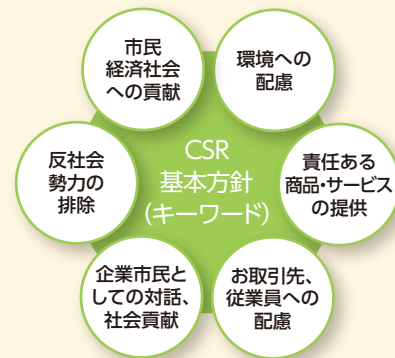 CSR
基本方針
(キーワード)
市民
経済社会
への貢献
環境への
配慮
責任ある
商品・サービス
の提供
お取引先、
従業員への
配慮
企業市民と
しての対話、
社会貢献
反社会
勢力の
排除